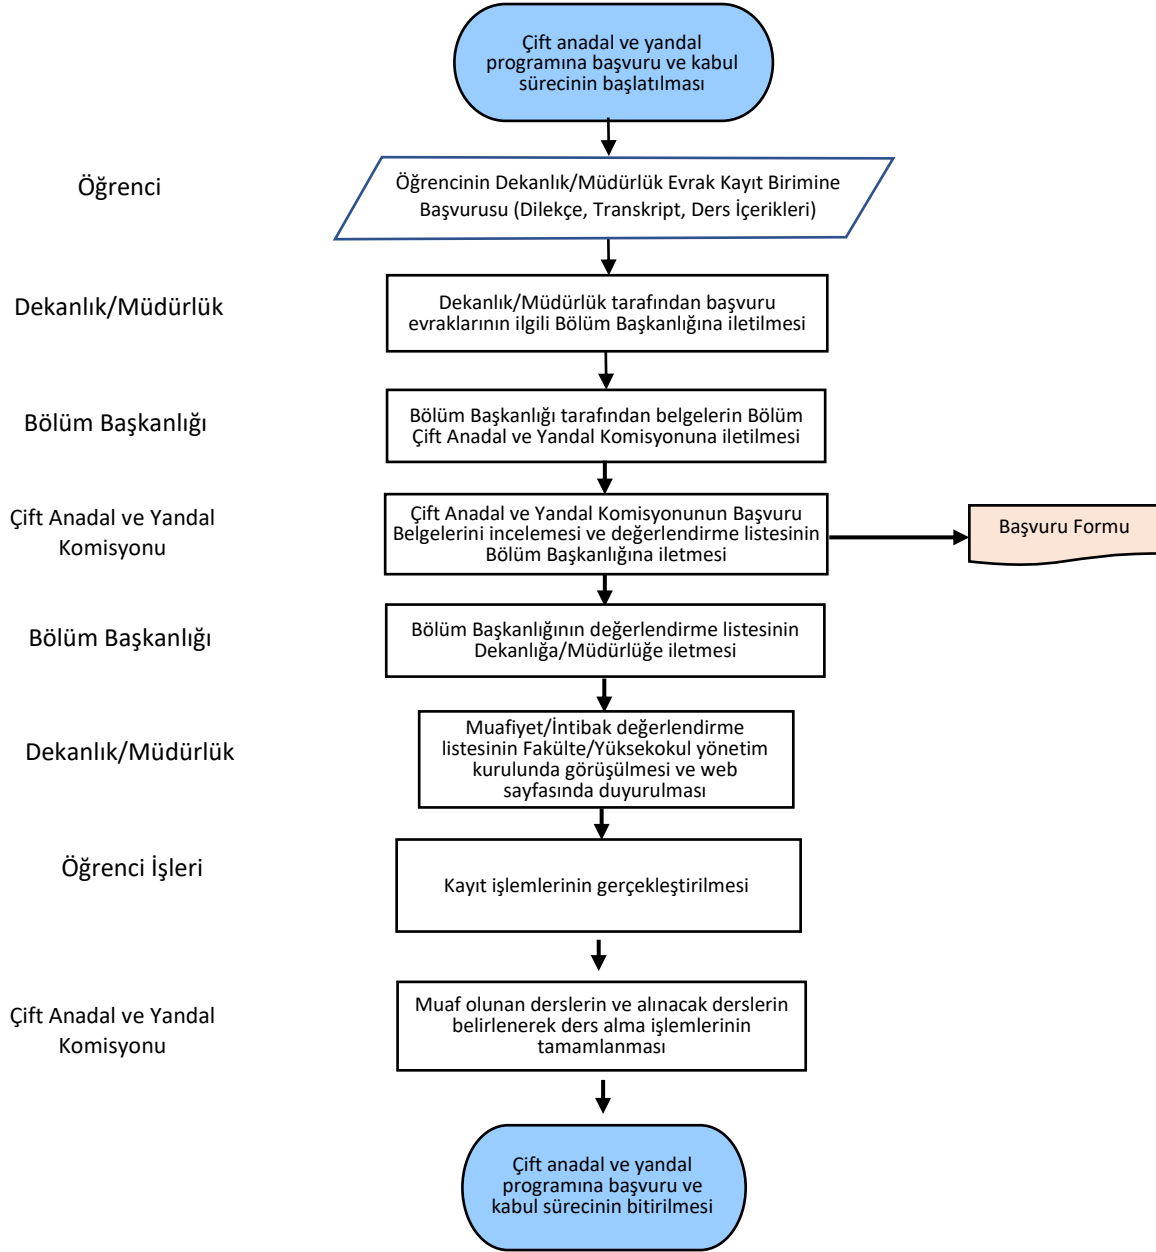 Çift anadal ve yandal
programına başvuru ve kabul
sürecinin başlatılması
Öğrenci
Öğrencinin Dekanlık/Müdürlük Evrak Kayıt Birimine
Başvurusu (Dilekçe, Transkript, Ders İçerikleri)
Dekanlık/Müdürlük
Dekanlık/Müdürlük tarafından başvuru
evraklarının ilgili Bölüm Başkanlığına iletilmesi
Bölüm Başkanlığı
Bölüm Başkanlığı tarafından belgelerin Bölüm
Çift Anadal ve Yandal Komisyonuna iletilmesi
Çift Anadal ve Yandal
Komisyonu
Çift Anadal ve Yandal Komisyonunun Başvuru
Belgelerini incelemesi ve değerlendirme listesinin
Bölüm Başkanlığına iletmesi
Başvuru Formu
Bölüm Başkanlığı
Bölüm Başkanlığının değerlendirme listesinin
Dekanlığa/Müdürlüğe iletmesi
Dekanlık/Müdürlük
Muafiyet/İntibak değerlendirme
listesinin Fakülte/Yüksekokul yönetim
kurulunda görüşülmesi ve web
sayfasında duyurulması
Öğrenci İşleri
Kayıt işlemlerinin gerçekleştirilmesi
Çift Anadal ve Yandal
Komisyonu
Muaf olunan derslerin ve alınacak derslerin
belirlenerek ders alma işlemlerinin
tamamlanması
Çift anadal ve yandal
programına başvuru ve
kabul sürecinin bitirilmesi